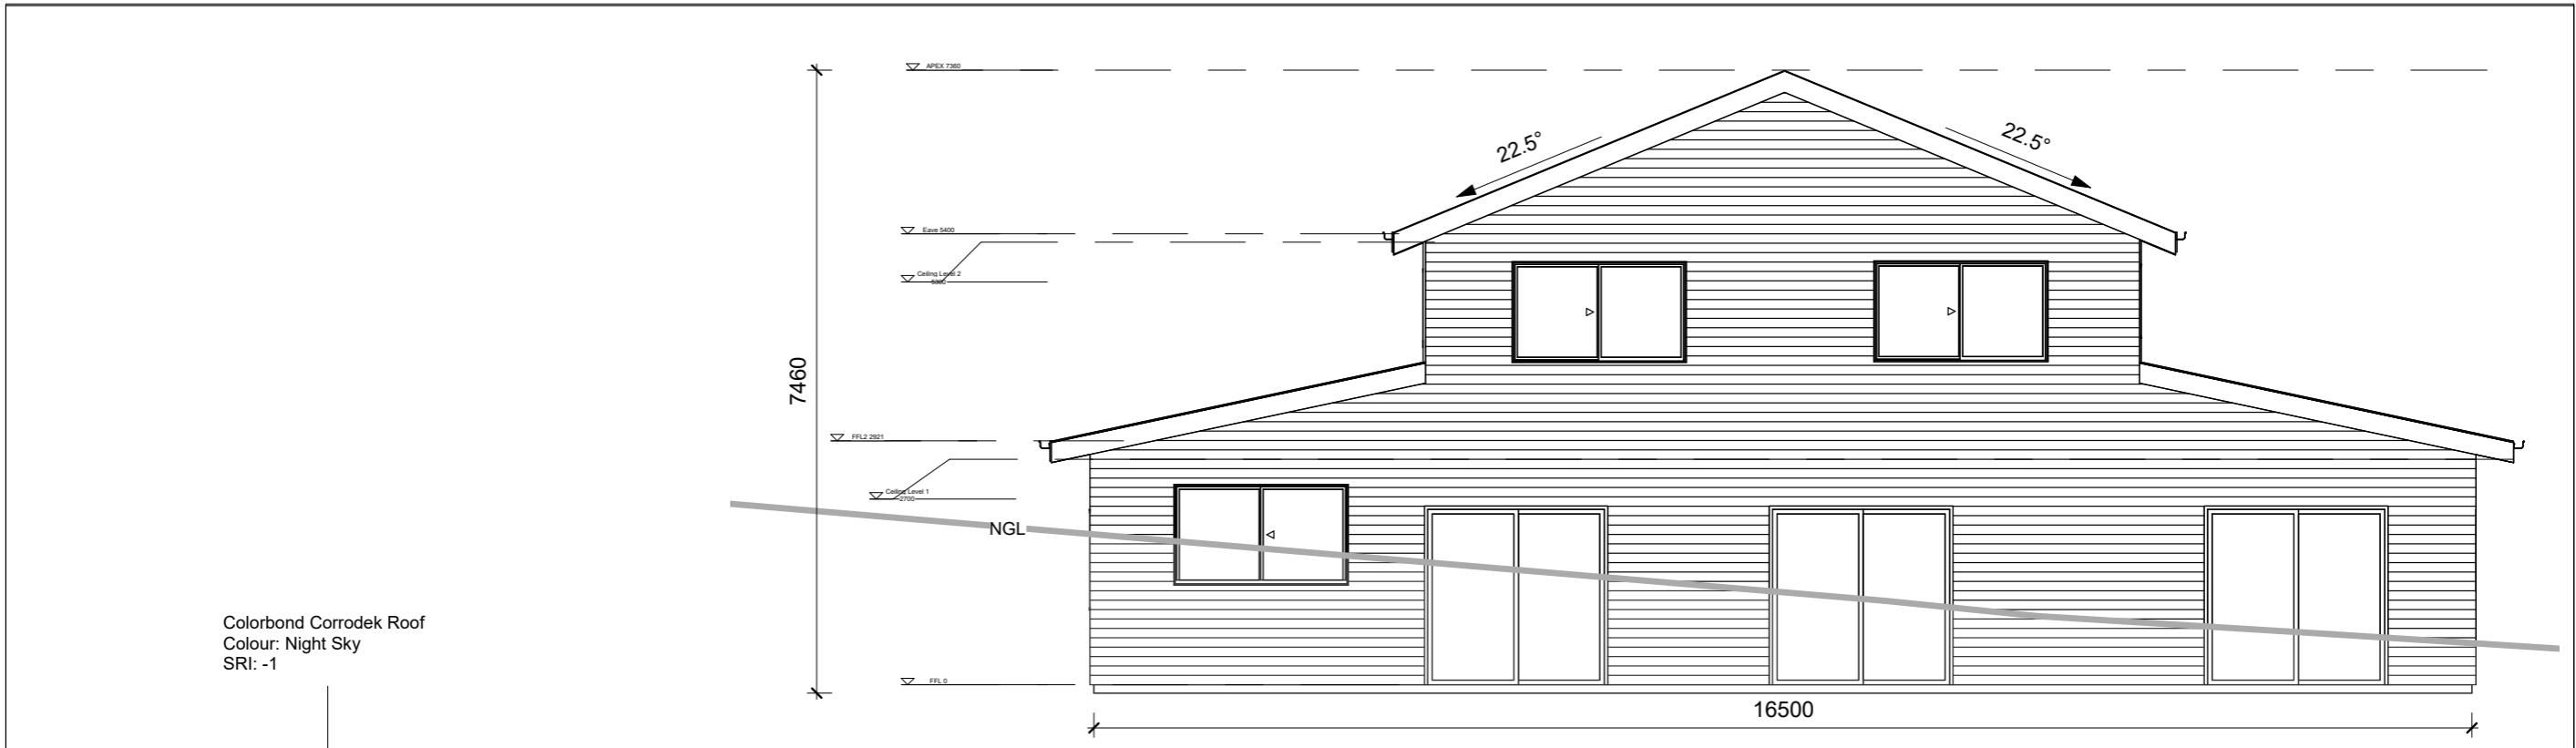 APEX 7360
22.5°
22.5°
Eave 5400
Ceiling Level 2
5300
7460
FFL2 2921
Ceiling Level 1
2700
NGL
Colorbond Corrodek Roof
Colour: Night Sky
SRI: -1
FFL 0
16500